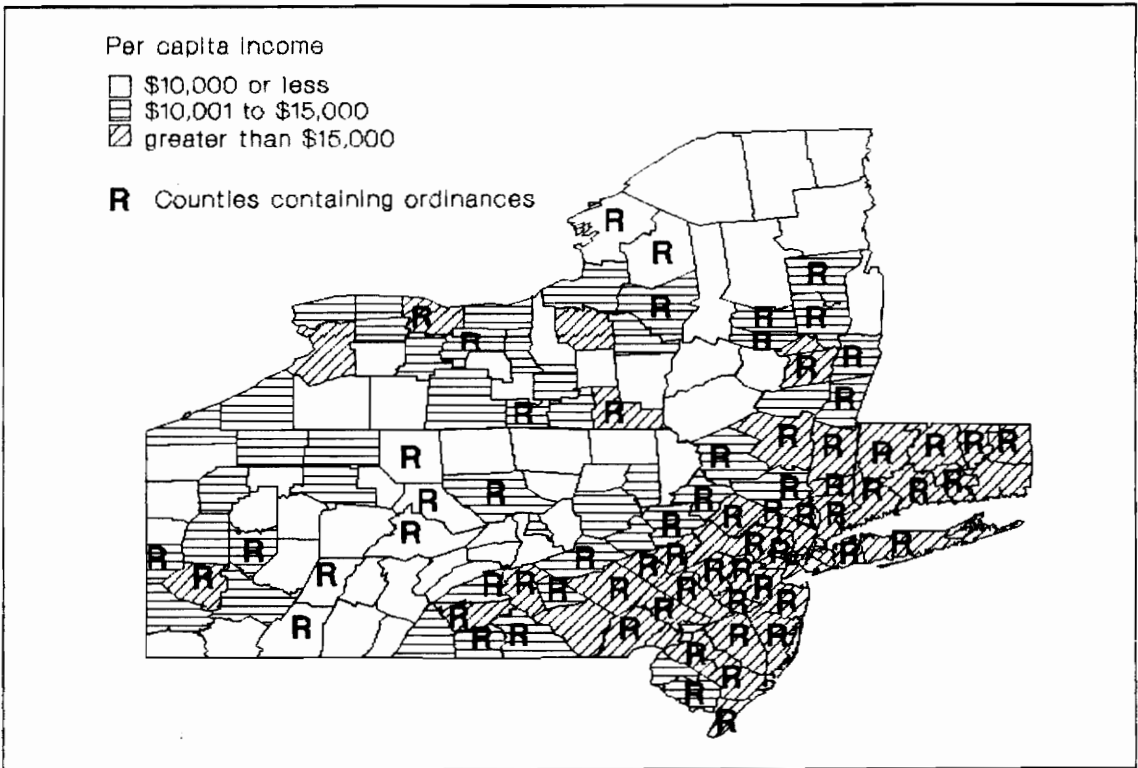 Per capita income
$10,000 or less
$10,001 to $15,000
greater than $15,000
R Counties containing ordinances
R
R
R
R
R R R
R R
R R
R
R R
R R R R R R
R R
R R R R R R
R R
R R R R
R R
R R R R R R R R
R R R R R
R R R R R R
R R R R
R R R R R R
R
R
R
R